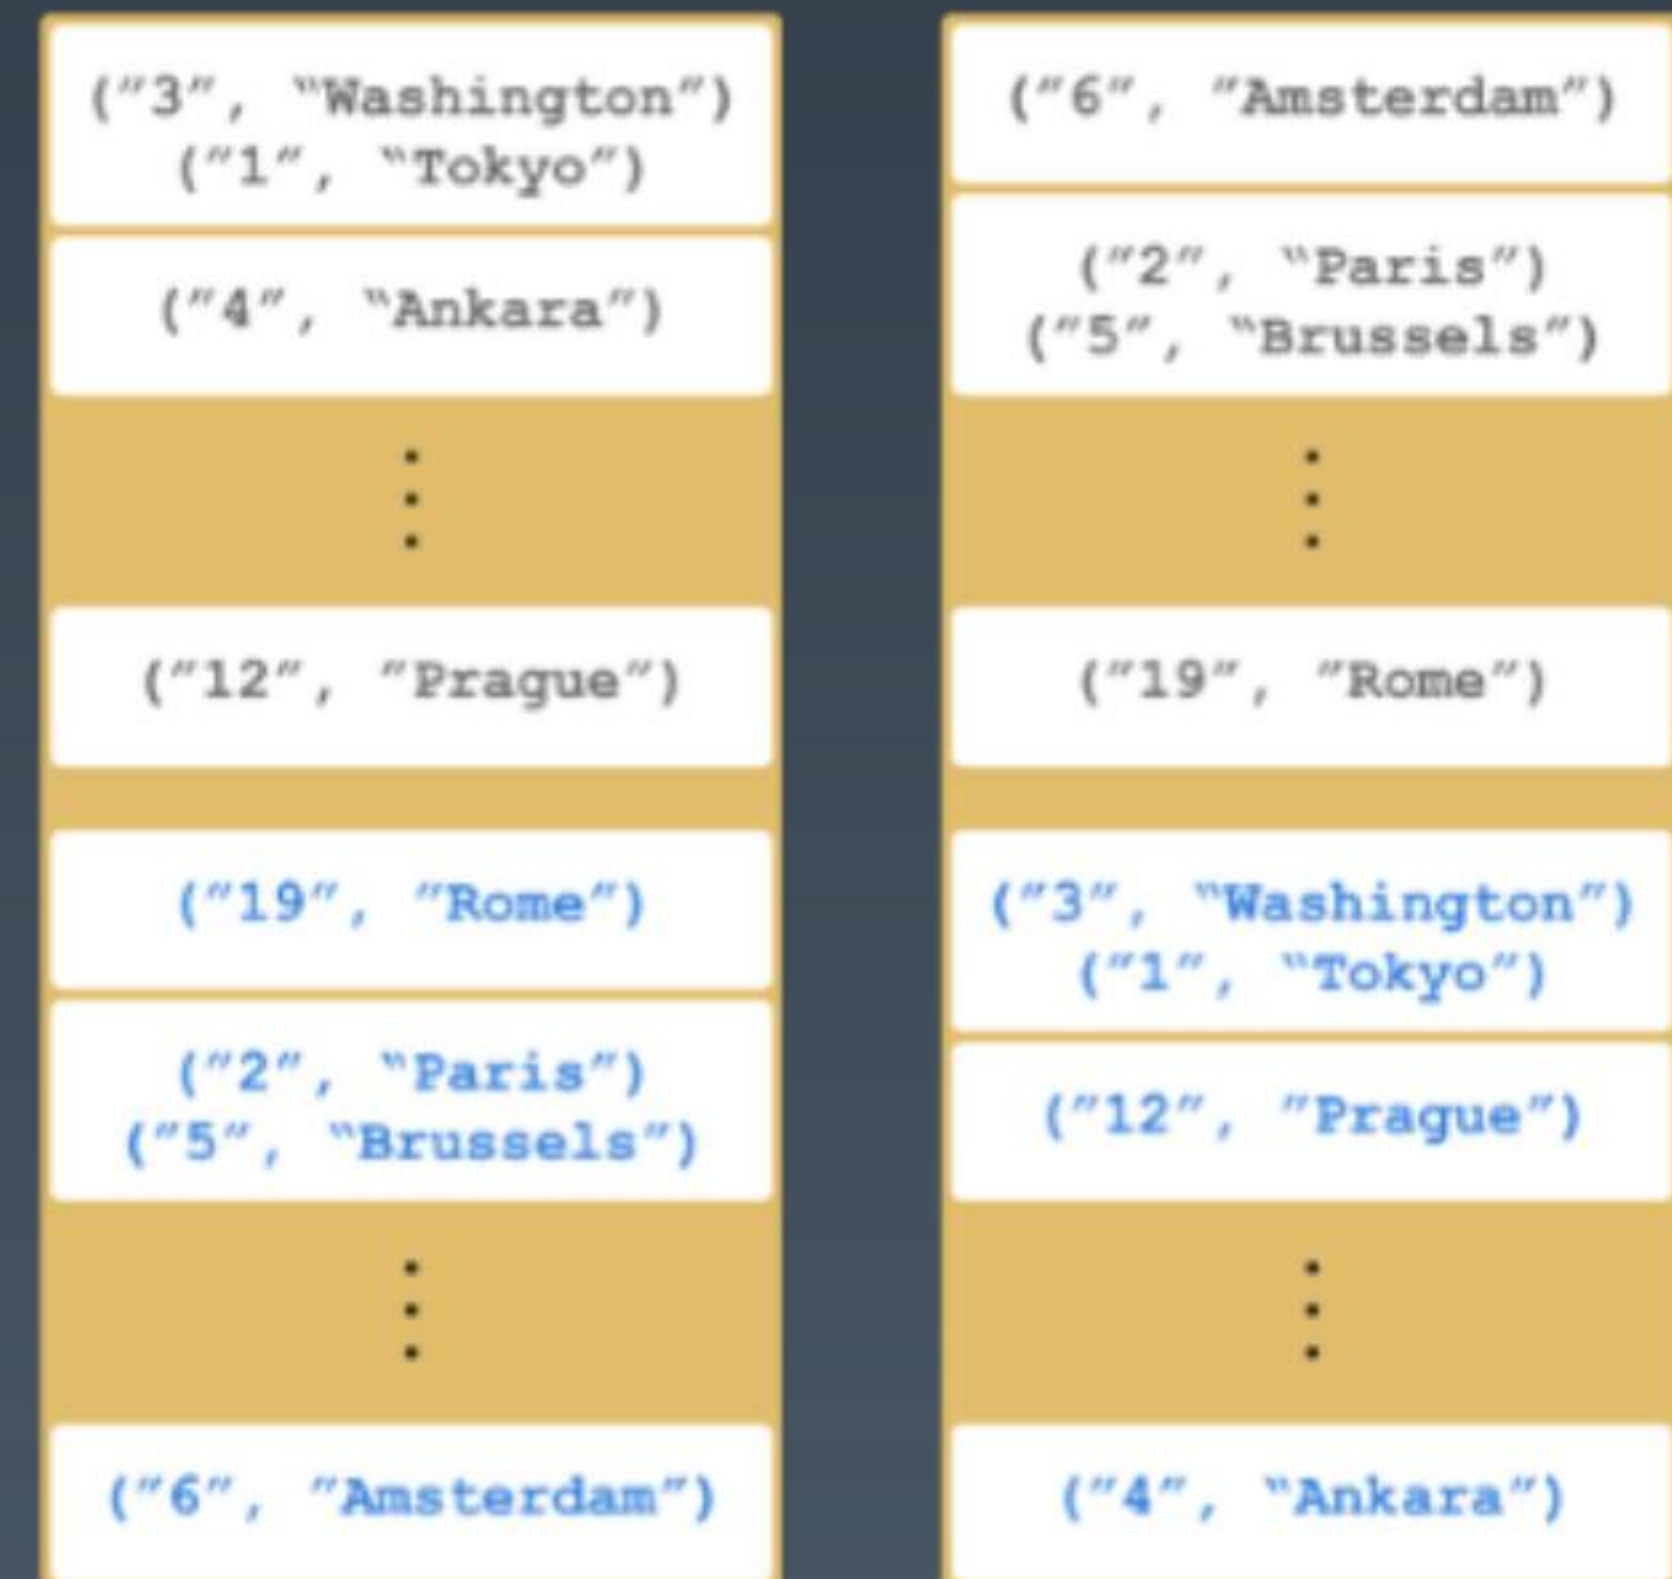 ("3", "Washington")
("1", "Tokyo")
("4", "Ankara")
("12", "Prague")
("19", "Rome")
("2", "Paris")
("5", "Brussels")
("6", "Amsterdam")
("6", "Amsterdam")
("2", "Paris")
("5", "Brussels")
("19", "Rome")
("3", "Washington")
("1", "Tokyo")
("12", "Prague")
("4", "Ankara")